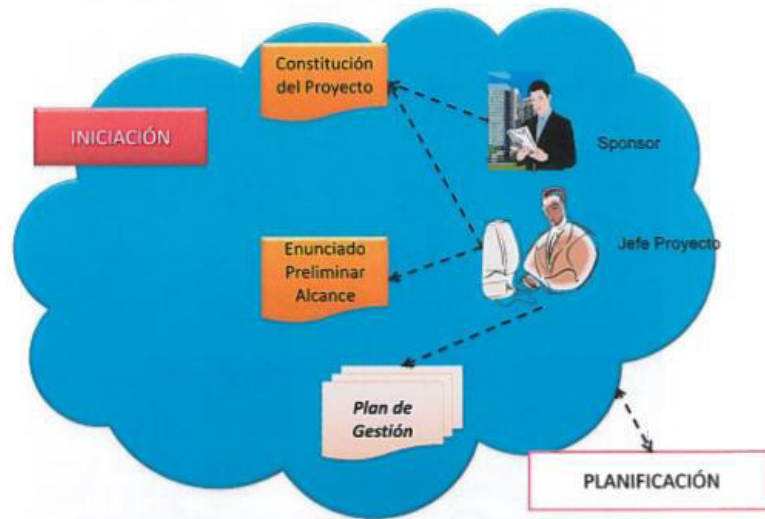 Constitución
del Proyecto
INICIACIÓN
Sponsor
Jefe Proyecto
Enunciado
Preliminar
Alcance
Plan de
Gestión
PLANIFICACIÓN